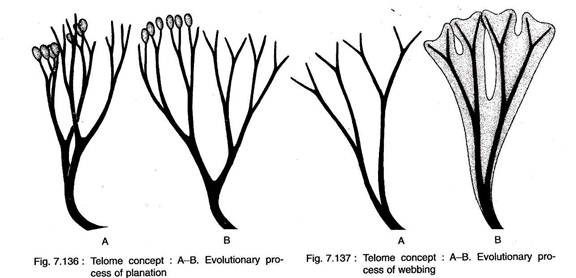 A
B
A
B
Fig. 7.136 : Telome concept : A–B. Evolutionary pro-
cess of planation
Fig. 7.137 : Telome concept : A–B. Evolutionary pro-
cess of webbing